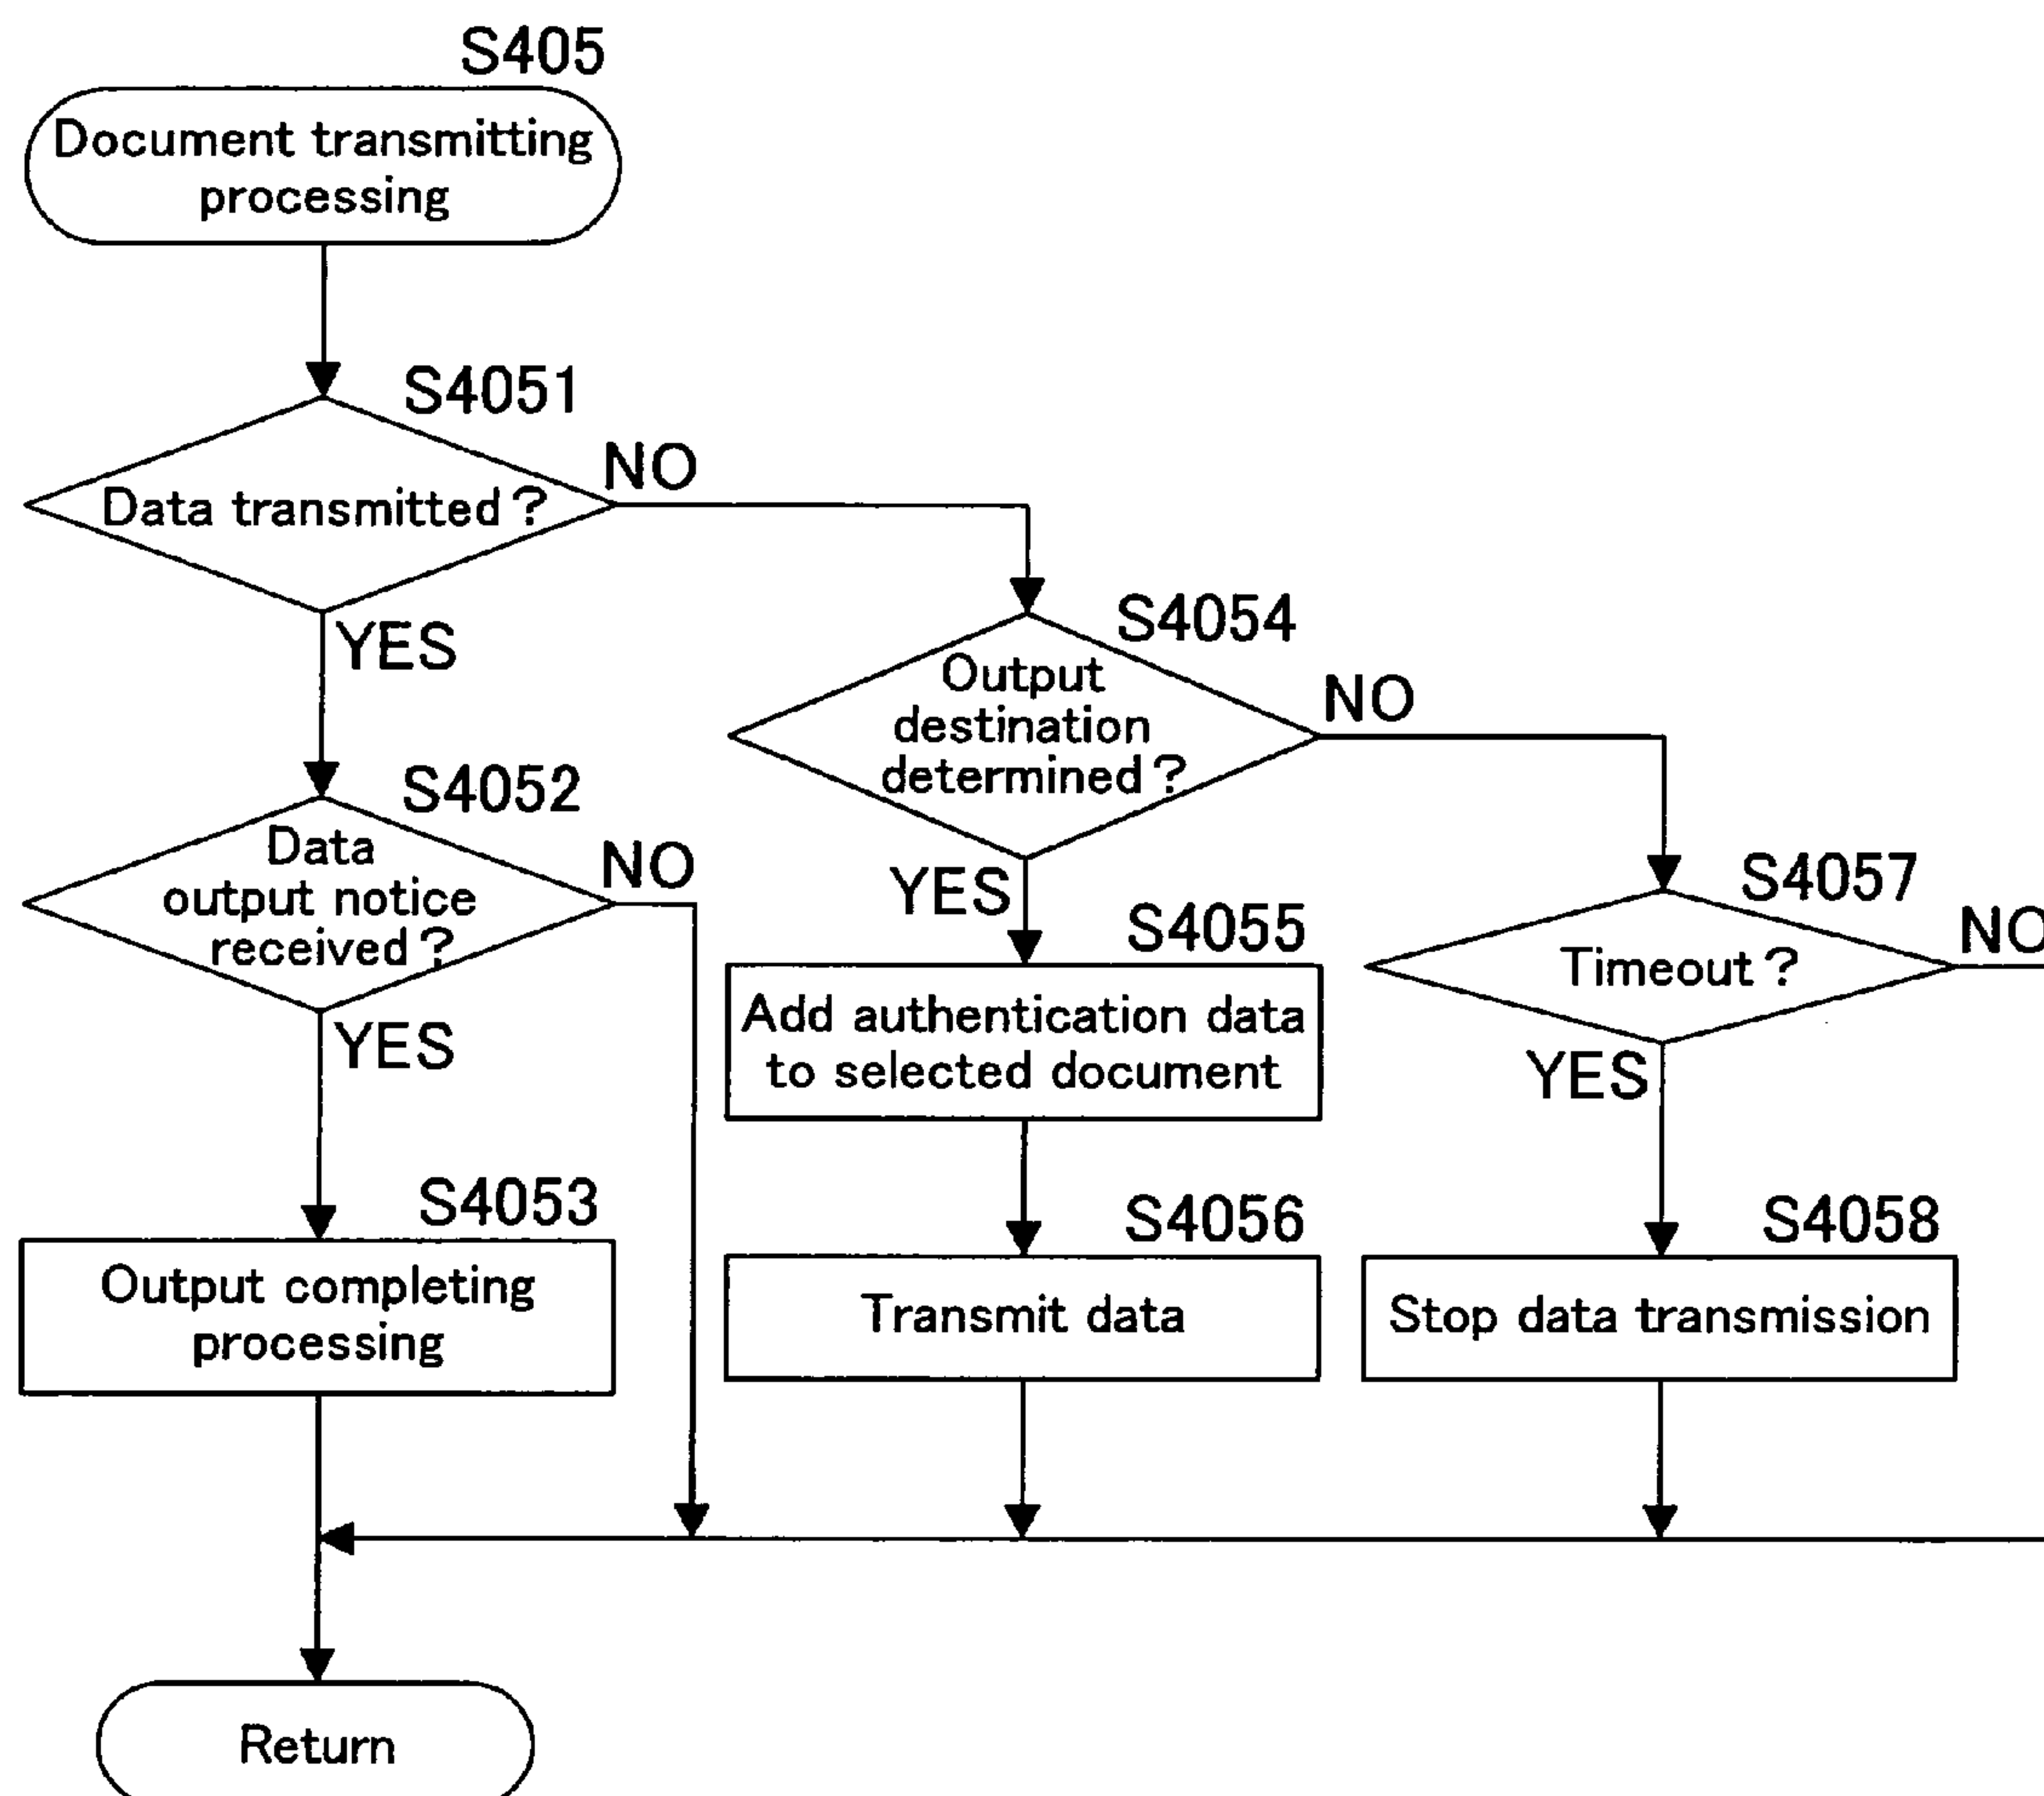 S405
Document transmitting
processing
S4051
Data transmitted?
NO
YES
S4052
Data
output notice
received?
NO
YES
S4053
Output completing
processing
S4054
Output
destination
determined?
NO
YES
S4055
Add authentication data
to selected document
S4056
Transmit data
S4057
Timeout?
NO
YES
S4058
Stop data transmission
Return